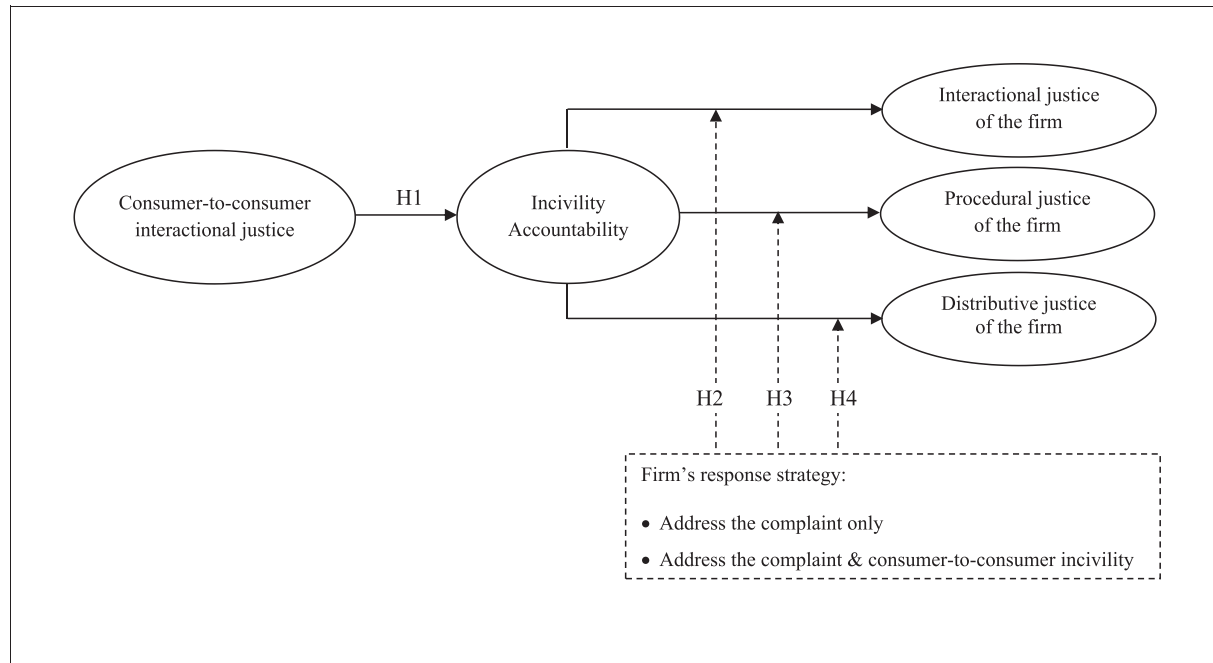 Interactional justice
of the firm
Consumer-to-consumer
interactional justice
H1
Incivility
Accountability
Procedural justice
of the firm
Distributive justice
of the firm
H2
H3
H4
Firm’s response strategy:
• Address the complaint only
• Address the complaint & consumer-to-consumer incivility